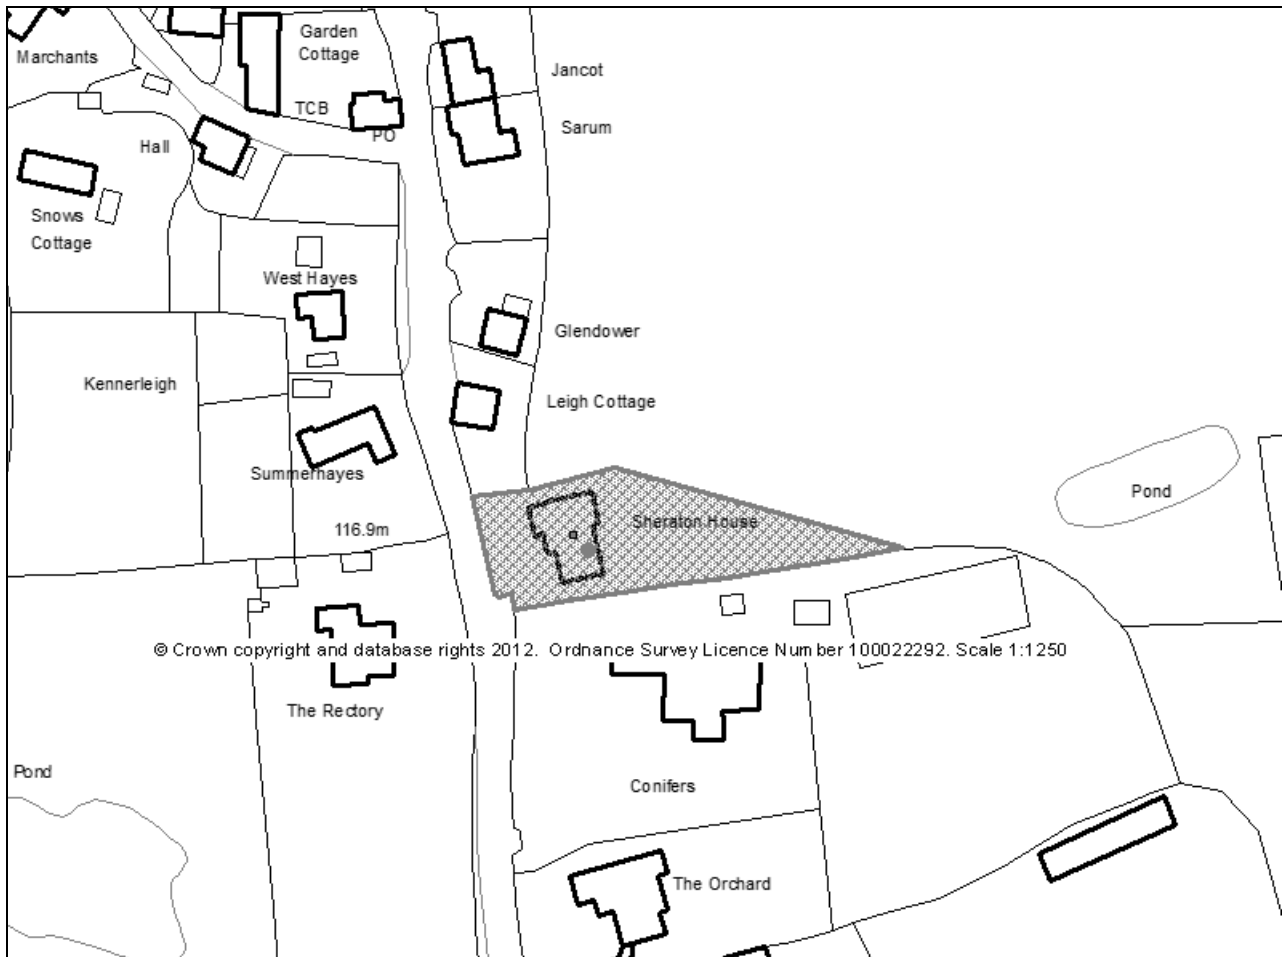 Garden
Cottage
Marchants
Jancot
TCB
Sarum
PO
Hall
Snows
Cottage
West Hayes
Glendower
Kennerleigh
Leigh Cottage
Summerhayes
Pond
Sheraton House
116.9m
© Crown copyright and database rights 2012. Ordnance Survey Licence Number 100022292. Scale 1:1250
The Rectory
Pond
Conifers
The Orchard